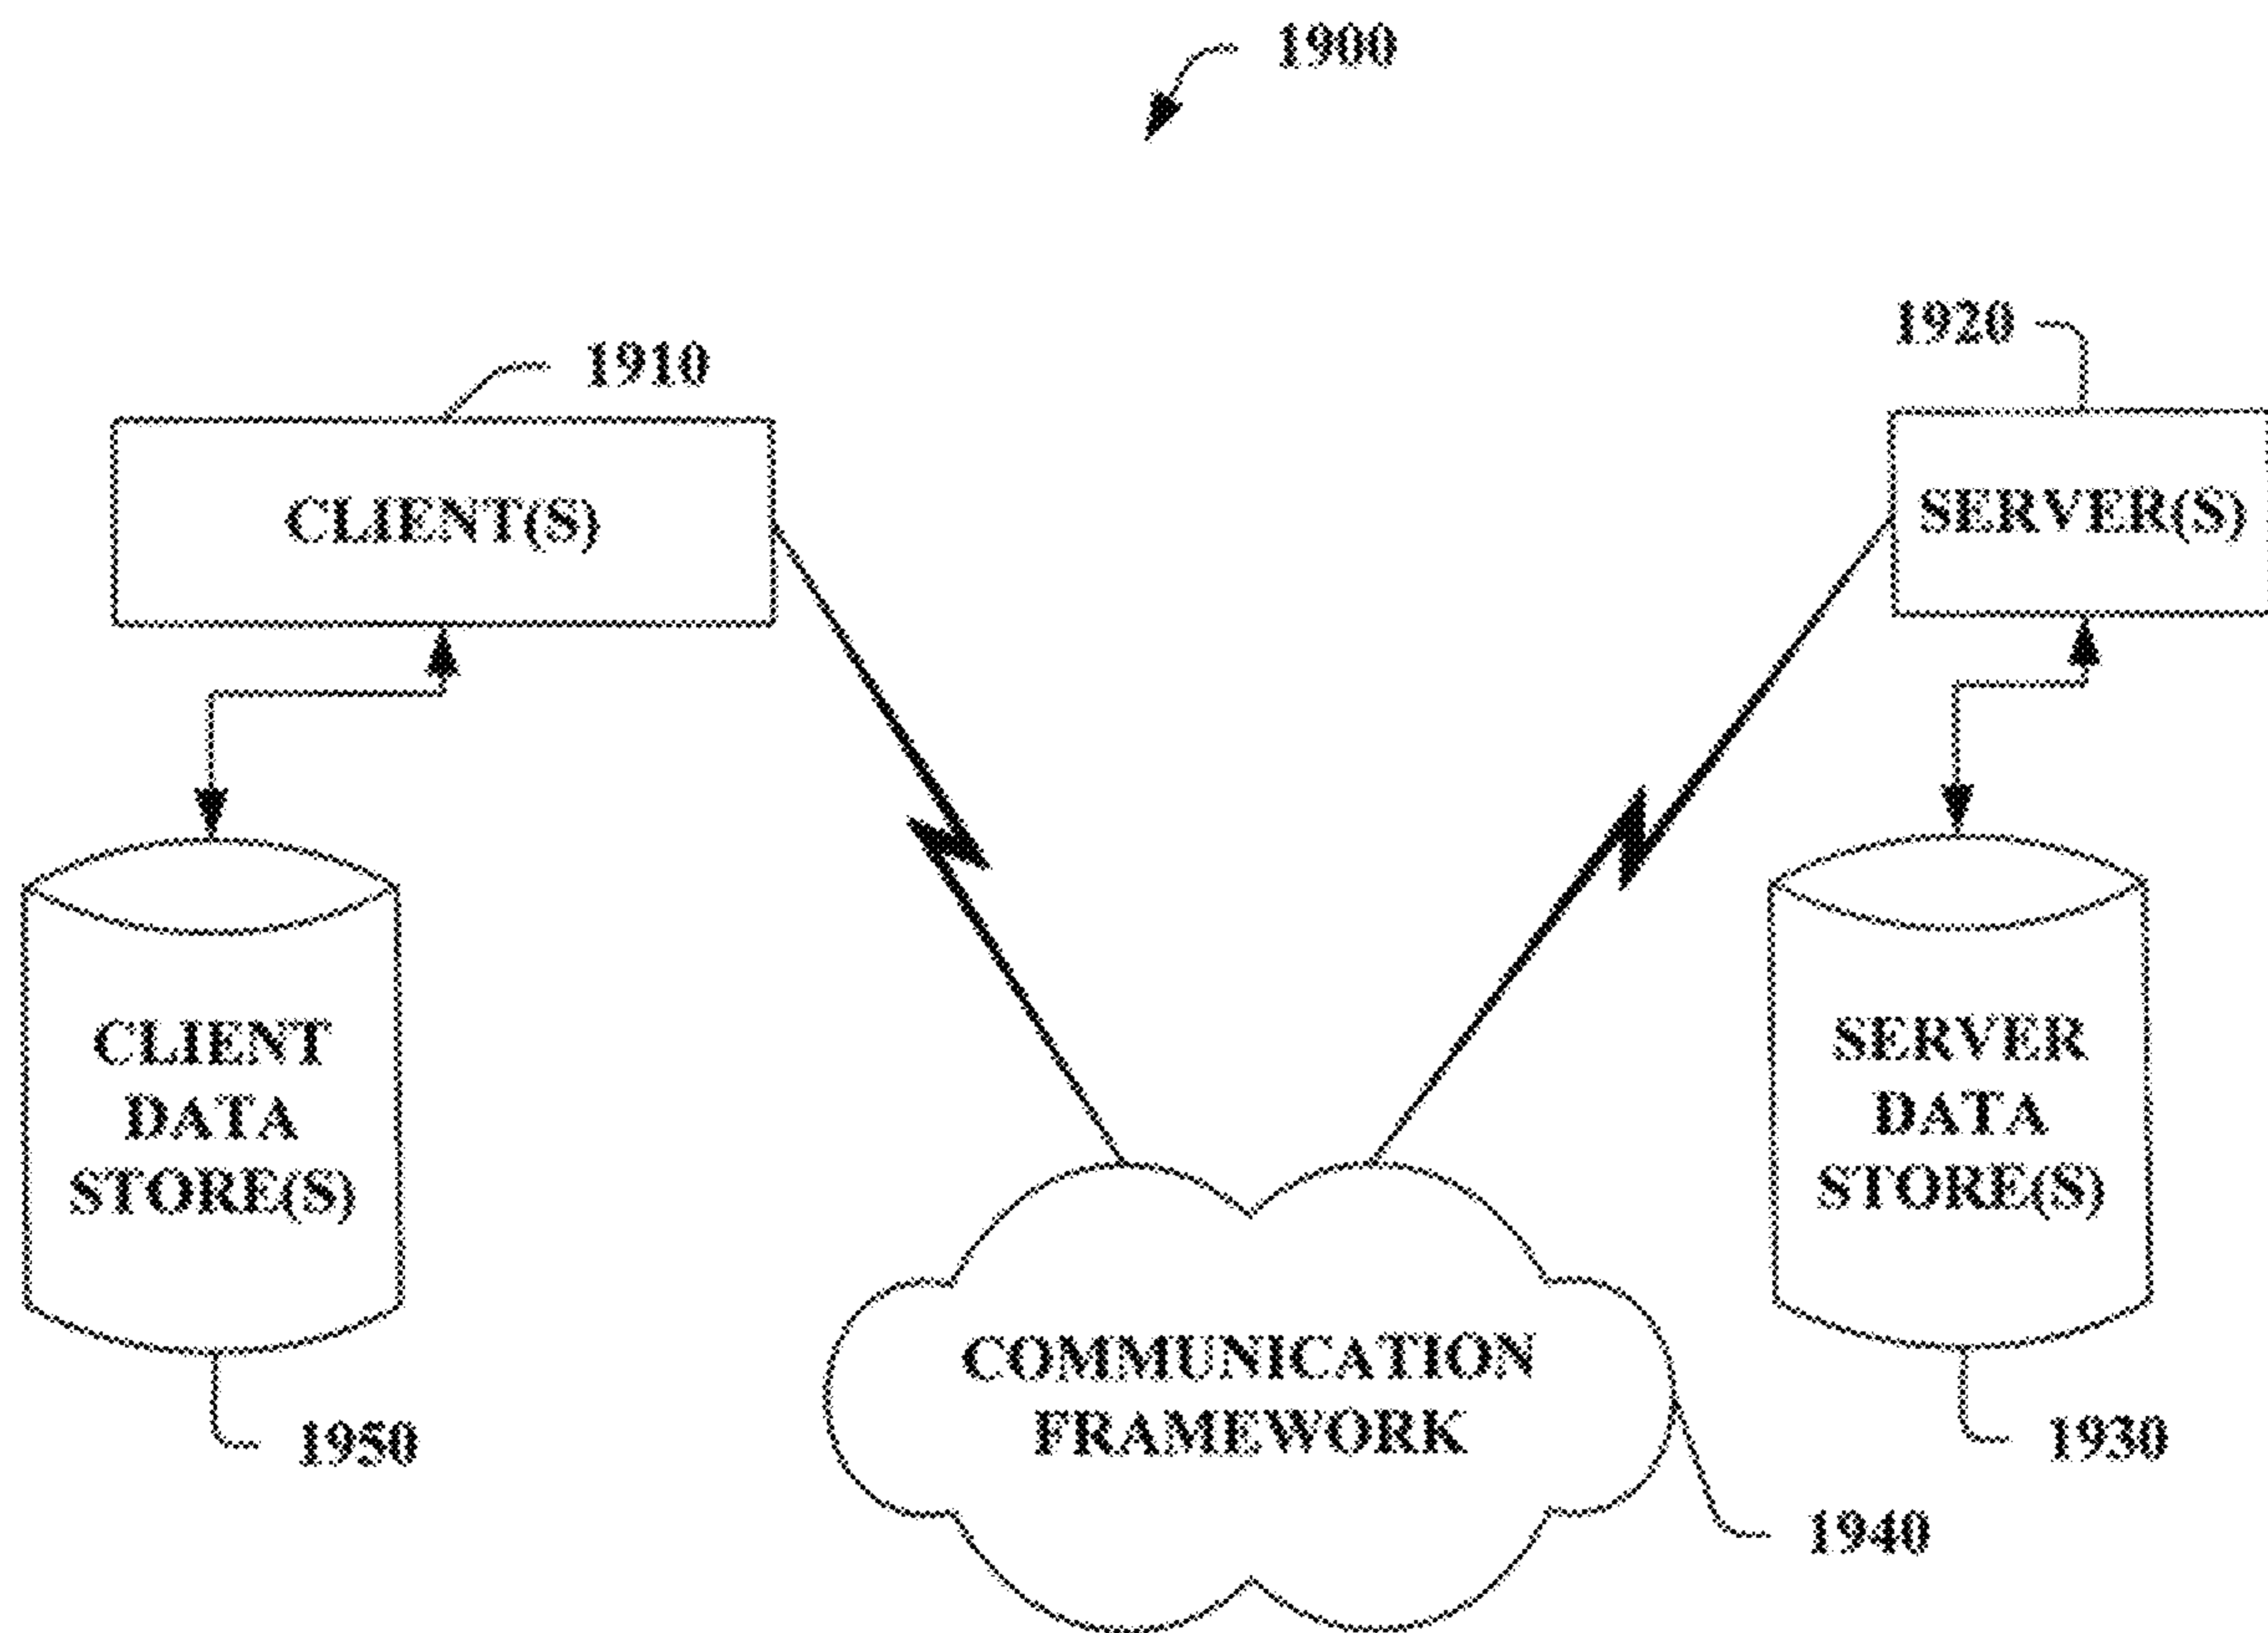 1900
1910
1920
CLIENT(S)
SERVER(S)
CLIENT
DATA
STORE(S)
SERVER
DATA
STORE(S)
COMMUNICATION
FRAMEWORK
1950
1930
1940